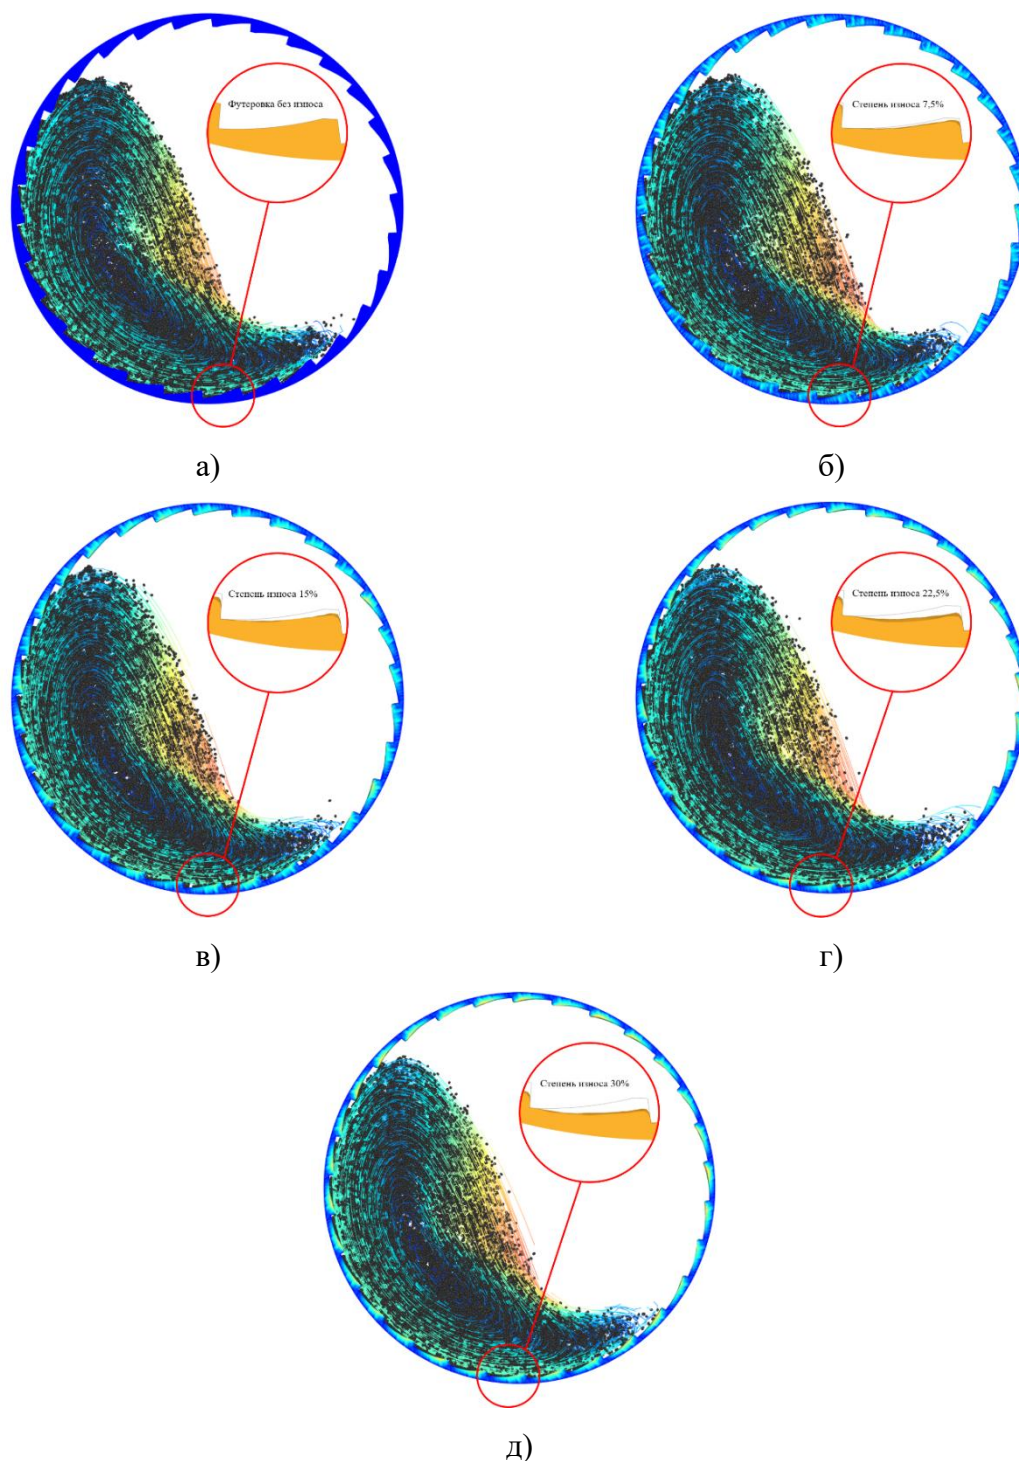 Футеровка без износа
Степень износа 7,5%
а)
б)
Степень износа 15%
Степень износа 22,5%
в)
г)
Степень износа 30%
д)